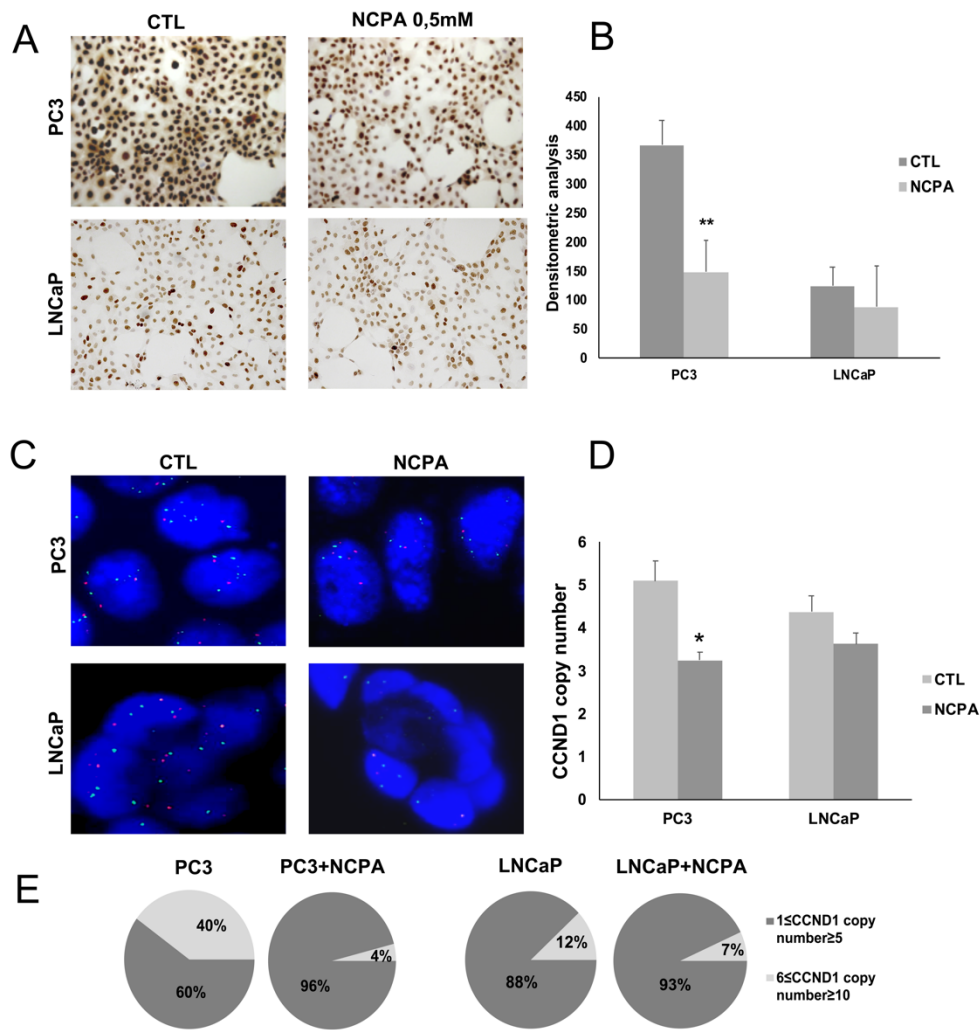 A
CTL
NCPA 0,5mM
PC3
LNCaP
B
Densitometric analysis
450
400
350
300
250
200
150
100
50
0
**
PC3
LNCaP
CTL
NCPA
C
CTL
NCPA
PC3
LNCaP
D
CCND1 copy number
6
5
4
3
2
1
0
*
PC3
LNCaP
CTL
NCPA
E
PC3
40%
60%
PC3+NCPA
4%
96%
LNCaP
12%
88%
LNCaP+NCPA
7%
93%
1≤CCND1 copy
number≥5
6≤CCND1 copy
number≥10